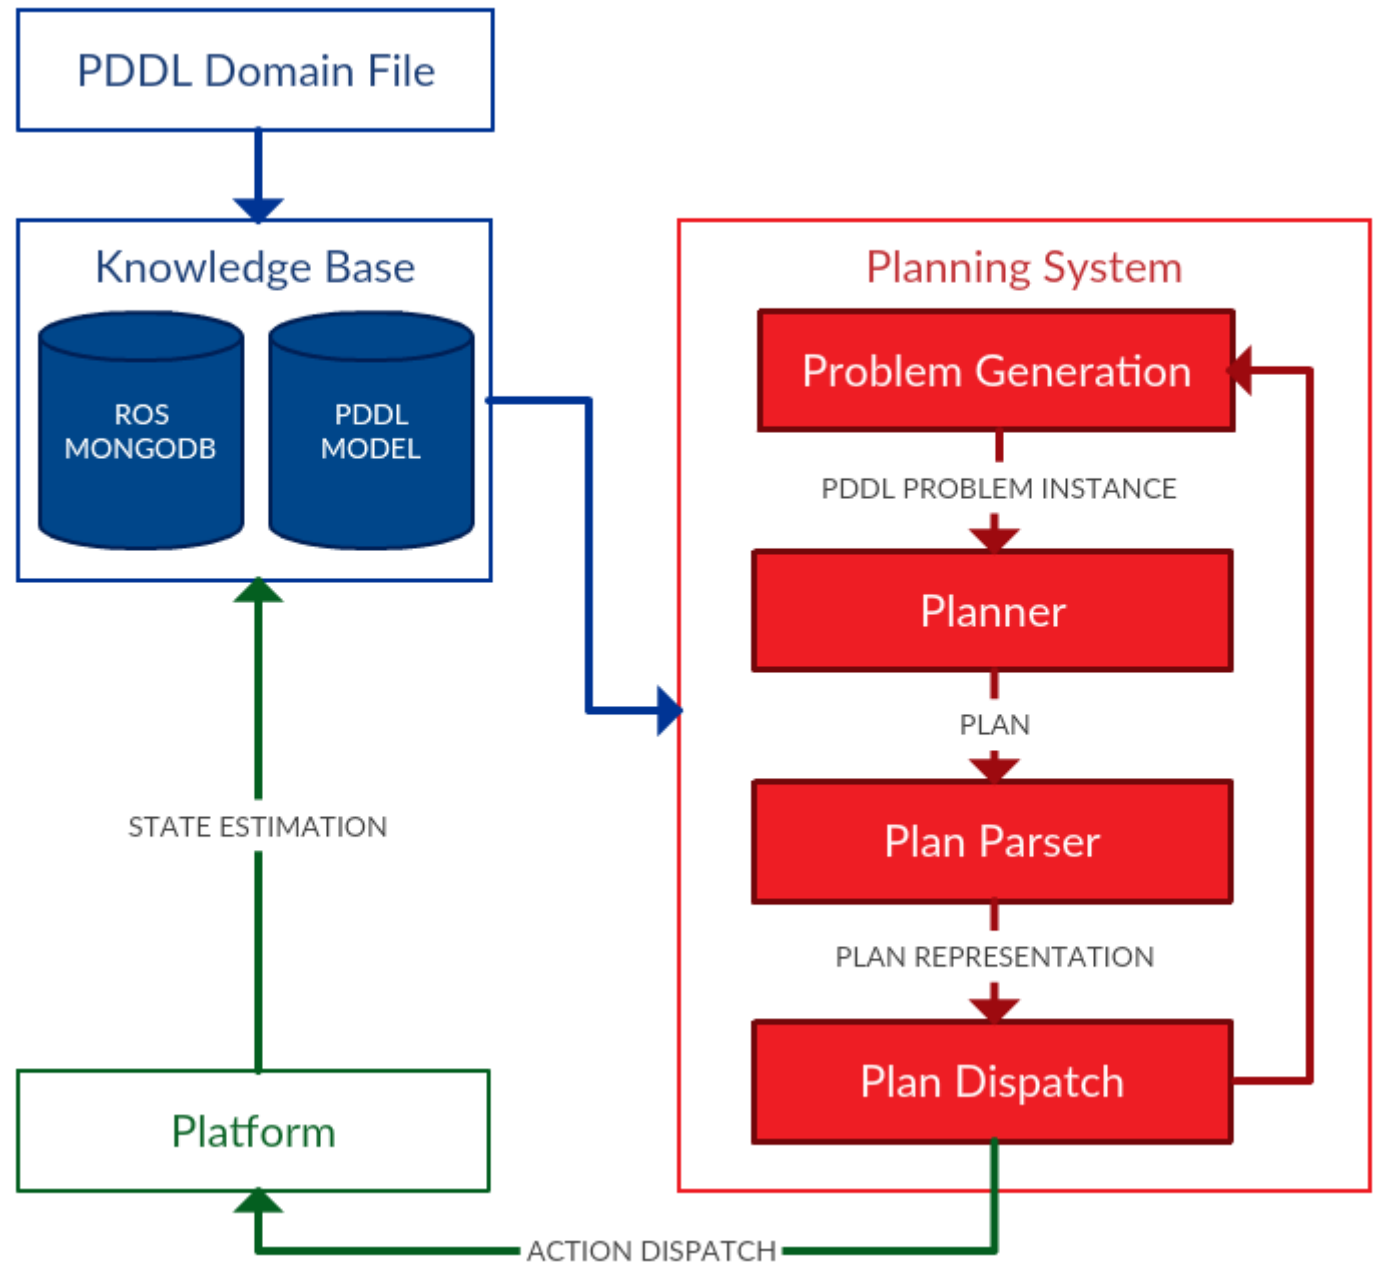 PDDL Domain File
Knowledge Base
ROS
MONGODB
PDDL
MODEL
STATE ESTIMATION
Platform
Planning System
Problem Generation
PDDL PROBLEM INSTANCE
Planner
PLAN
Plan Parser
PLAN REPRESENTATION
Plan Dispatch
ACTION DISPATCH